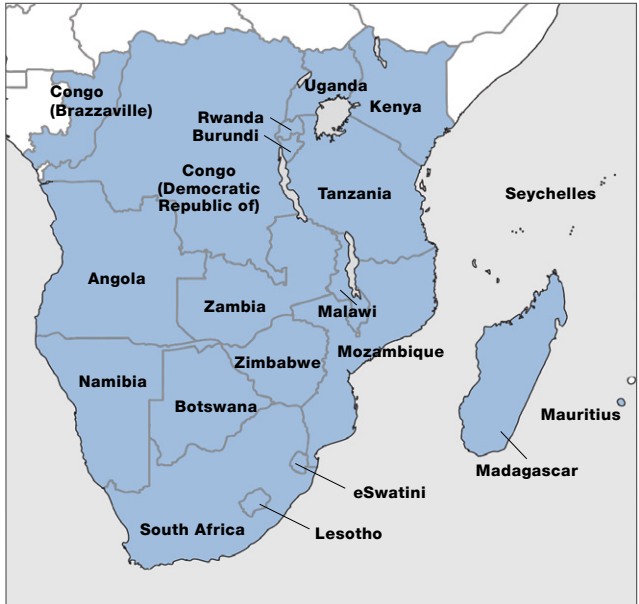 Uganda
Congo
(Brazzaville)
Kenya
Rwanda
Burundi
Congo
(Democratic
Republic of)
Tanzania
Seychelles
Angola
Zambia
Malawi
Mozambique
Zimbabwe
Namibia
Botswana
Mauritius
Madagascar
eSwatini
South Africa
Lesotho